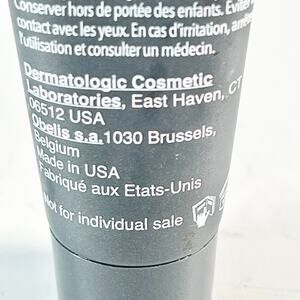 Conserver hors de portée des enfants. Éviter
contact avec les yeux. En cas d'irritation, arrêter
l'utilisation et consulter un médecin.
Dermatologic Cosmetic
Laboratories, East Haven, CT
06512 USA
Obelis s.a. 1030 Brussels,
Belgium
Made in USA
Fabriqué aux Etats-Unis
Not for individual sale